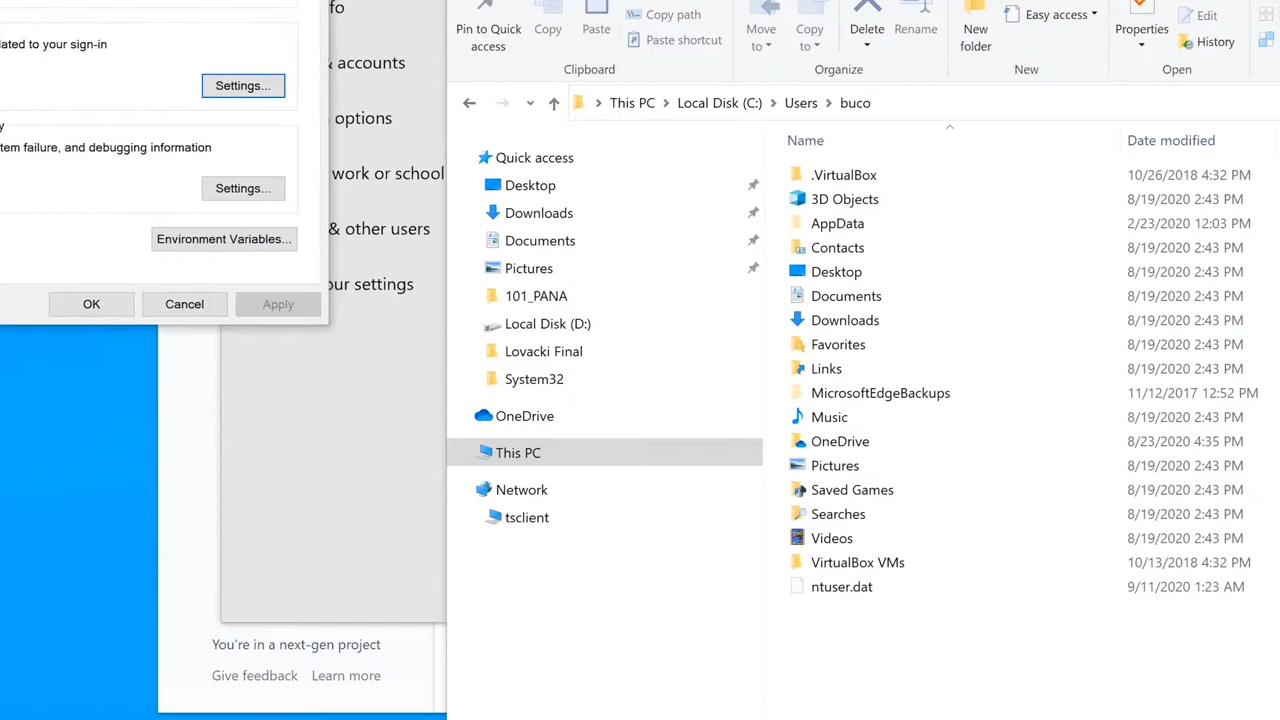 lated to your sign-in
Settings...
y
tem failure, and debugging information
Settings...
Environment Variables...
OK
Cancel
Apply
fo
& accounts
options
work or school
& other users
our settings
You're in a next-gen project
Give feedback
Learn more
Pin to Quick
access
Copy
Paste
Copy path
Paste shortcut
Clipboard
Move
to
Copy
to
Delete
Rename
Organize
New
folder
Easy access
New
Properties
Edit
History
Open
This PC
Local Disk (C:)
Users
buco
Quick access
Desktop
Downloads
Documents
Pictures
101_PANA
Local Disk (D:)
Lovacki Final
System32
OneDrive
This PC
Network
tsclient
Name Date modified
.VirtualBox 10/26/2018 4:32 PM
3D Objects 8/19/2020 2:43 PM
AppData 2/23/2020 12:03 PM
Contacts 8/19/2020 2:43 PM
Desktop 8/19/2020 2:43 PM
Documents 8/19/2020 2:43 PM
Downloads 8/19/2020 2:43 PM
Favorites 8/19/2020 2:43 PM
Links 8/19/2020 2:43 PM
MicrosoftEdgeBackups 11/12/2017 12:52 PM
Music 8/19/2020 2:43 PM
OneDrive 8/23/2020 4:35 PM
Pictures 8/19/2020 2:43 PM
Saved Games 8/19/2020 2:43 PM
Searches 8/19/2020 2:43 PM
Videos 8/19/2020 2:43 PM
VirtualBox VMs 10/13/2018 4:32 PM
ntuser.dat 9/11/2020 1:23 AM